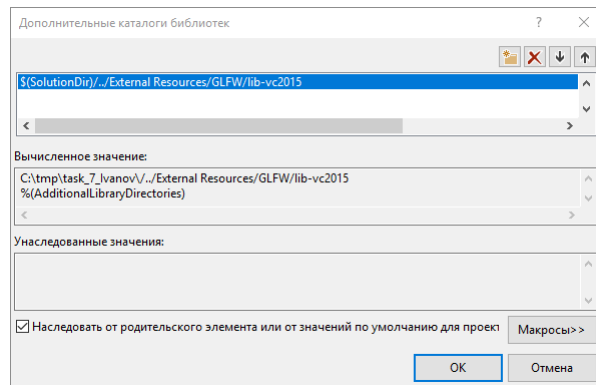 Дополнительные каталоги библиотек
$(SolutionDir)/../External Resources/GLFW/lib-vc2015
Вычисленное значение:
C:\tmp\task_7_Ivanov\/../External Resources/GLFW/lib-vc2015
%(AdditionalLibraryDirectories)
Унаследованные значения:
Наследовать от родительского элемента или от значений по умолчанию для проект
Макросы>>
ОК
Отмена